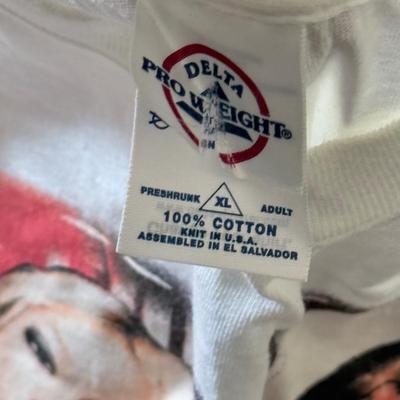 DELTA
PRO WEIGHT®
PRESHRUNK XL ADULT
100% COTTON
KNIT IN U.S.A.
ASSEMBLED IN EL SALVADOR